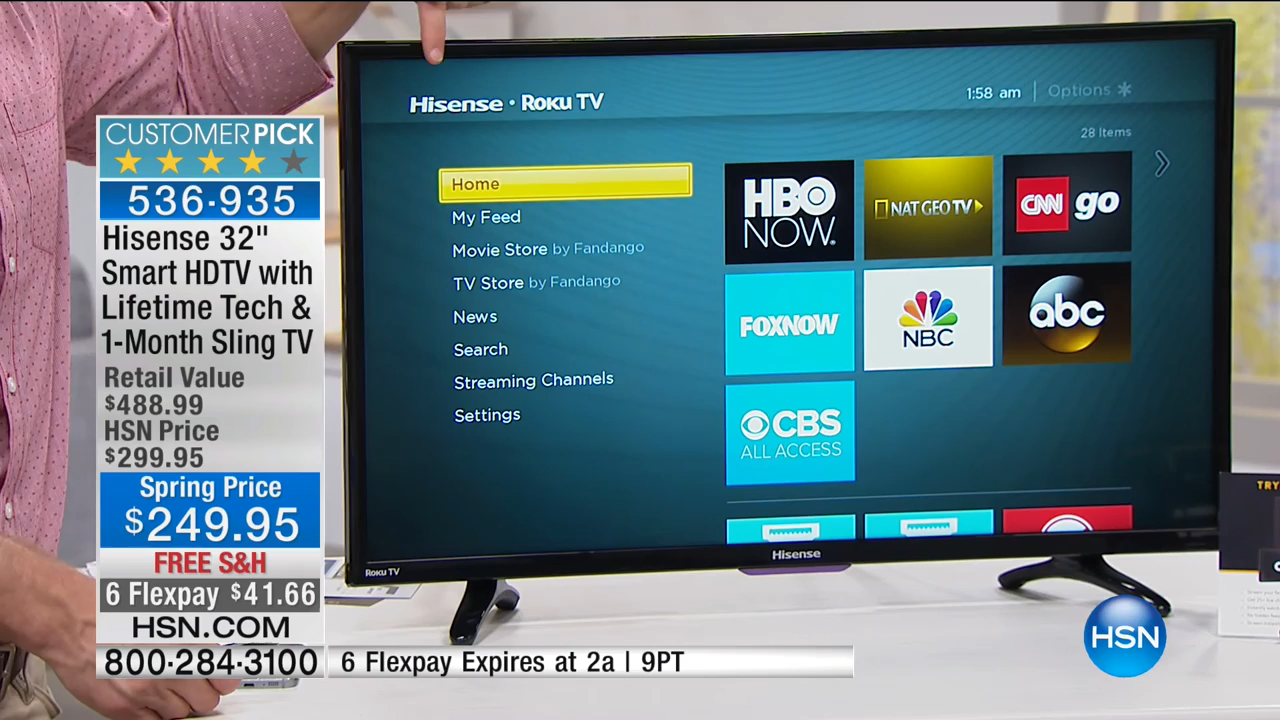 CUSTOMER PICK
536-935
Hisense 32"
Smart HDTV with
Lifetime Tech &
1-Month Sling TV
Retail Value
$488.99
HSN Price
$299.95
Spring Price
$249.95
FREE S&H
6 Flexpay $41.66
HSN.COM
800-284-3100
6 Flexpay Expires at 2a | 9PT
Hisense • Roku TV
1:58 am | Options *
28 Items
Home
My Feed
Movie Store by Fandango
TV Store by Fandango
News
Search
Streaming Channels
Settings
HBO
NOW.
NAT GEO TV
CNN go
FOXNOW
NBC
abc
CBS
ALL ACCESS
Roku TV
Hisense
TRY
HSN